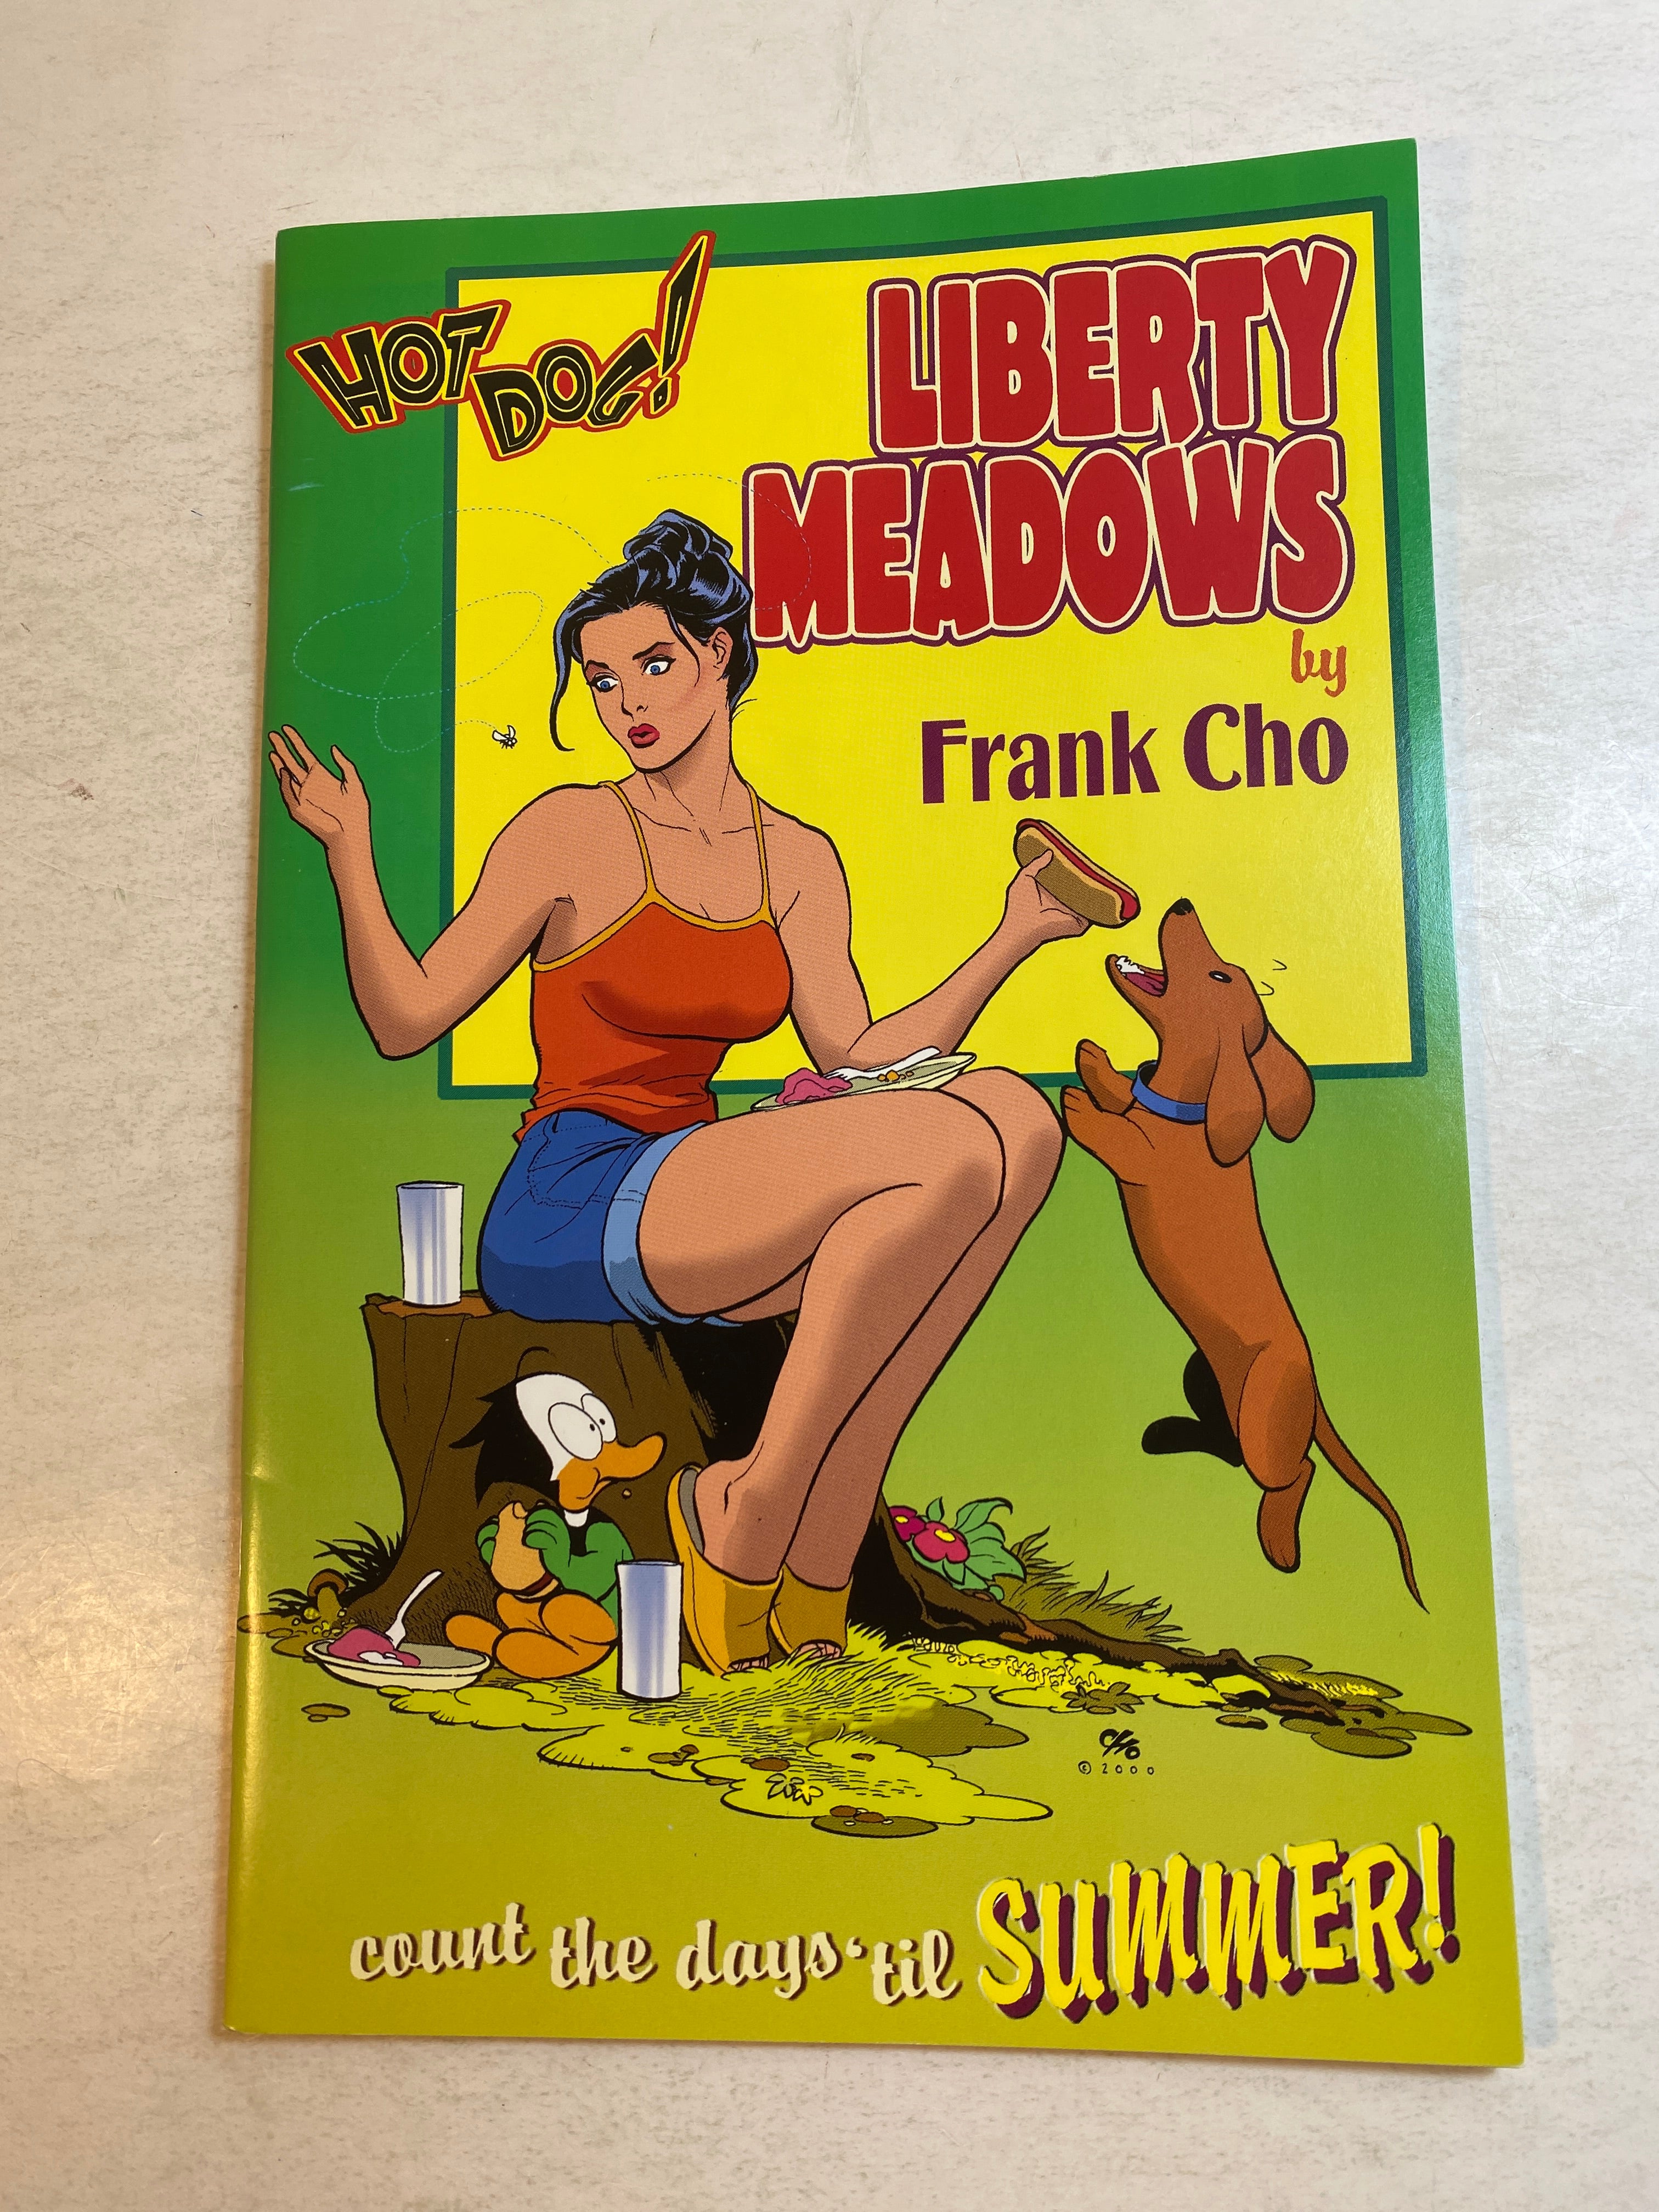 HOT
DOG!
LIBERTY
MEADOWS
by
Frank Cho
CHO
© 2000
count the days 'til SUMMER!